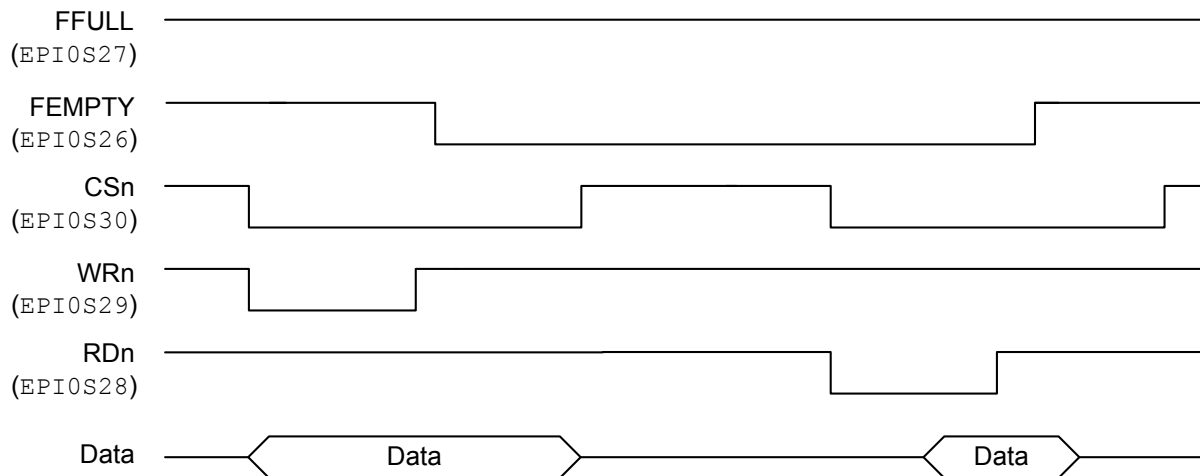 FFULL
(EPI0S27)
FEMPTY
(EPI0S26)
CSn
(EPI0S30)
WRn
(EPI0S29)
RDn
(EPI0S28)
Data Data Data